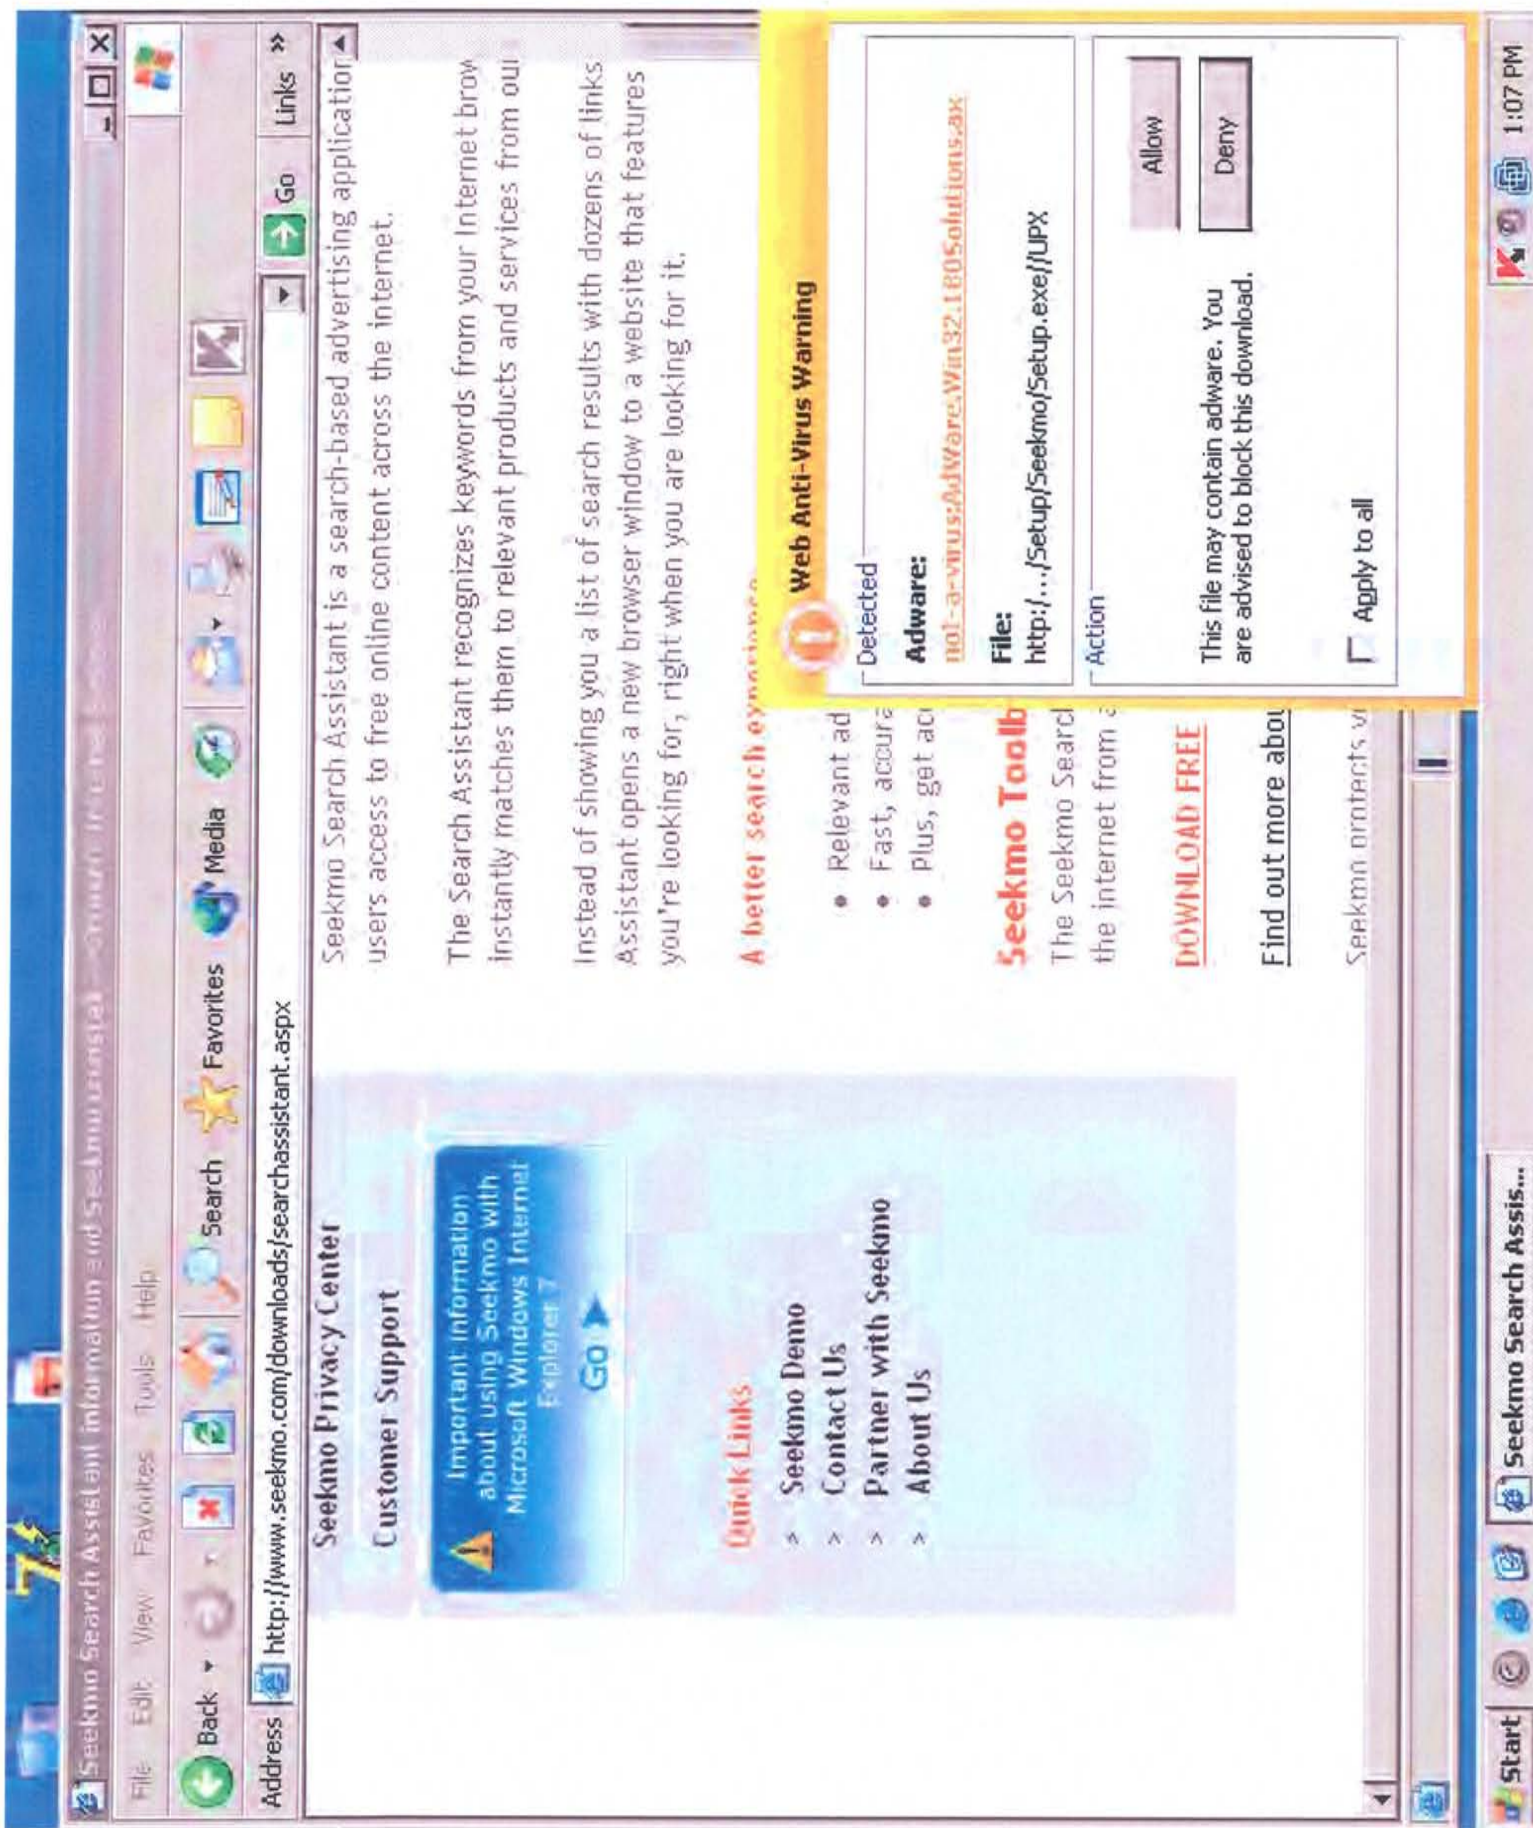 Seekmo Search Assistant information and Seekmo uninstal
File Edit View Favorites Tools Help
Back Search Favorites Media
Address http://www.seekmo.com/downloads/searchassistant.aspx Go Links »
Seekmo Privacy Center
Customer Support
Important information
about using Seekmo with
Microsoft Windows Internet
Explorer 7
GO
Quick Links
> Seekmo Demo
> Contact Us
> Partner with Seekmo
> About Us
Seekmo Search Assistant is a search-based advertising application
users access to free online content across the internet.
The Search Assistant recognizes keywords from your Internet brow
instantly matches them to relevant products and services from our
Instead of showing you a list of search results with dozens of links
Assistant opens a new browser window to a website that features
you're looking for, right when you are looking for it.
A better search experience
• Relevant ad
• Fast, accura
• Plus, get acc
Seekmo Toolb
The Seekmo Searc
the internet from a
DOWNLOAD FREE
Find out more abou
Seekmo
Web Anti-Virus Warning
Detected
Adware:
not-a-virus:AdWare.Win32.180Solutions.ax
File:
http:/.../Setup/Seekmo/Setup.exe//UPX
Action
This file may contain adware. You
are advised to block this download.
Allow
Deny
Apply to all
Start Seekmo Search Assis... 1:07 PM